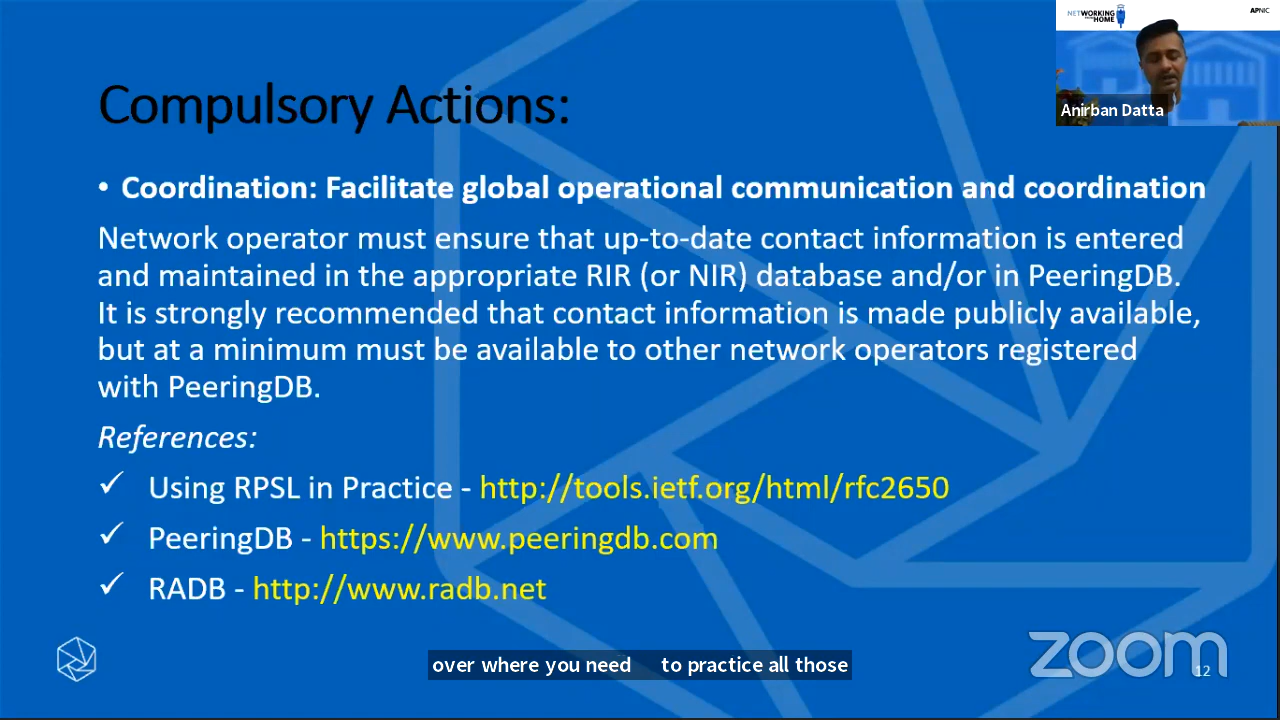 NETWORKING
HOME
APNIC
Anirban Datta
Compulsory Actions:
• Coordination: Facilitate global operational communication and coordination
Network operator must ensure that up-to-date contact information is entered
and maintained in the appropriate RIR (or NIR) database and/or in PeeringDB.
It is strongly recommended that contact information is made publicly available,
but at a minimum must be available to other network operators registered
with PeeringDB.
References:
✓ Using RPSL in Practice - http://tools.ietf.org/html/rfc2650
✓ PeeringDB - https://www.peeringdb.com
✓ RADB - http://www.radb.net
over where you need to practice all those
zoom
12